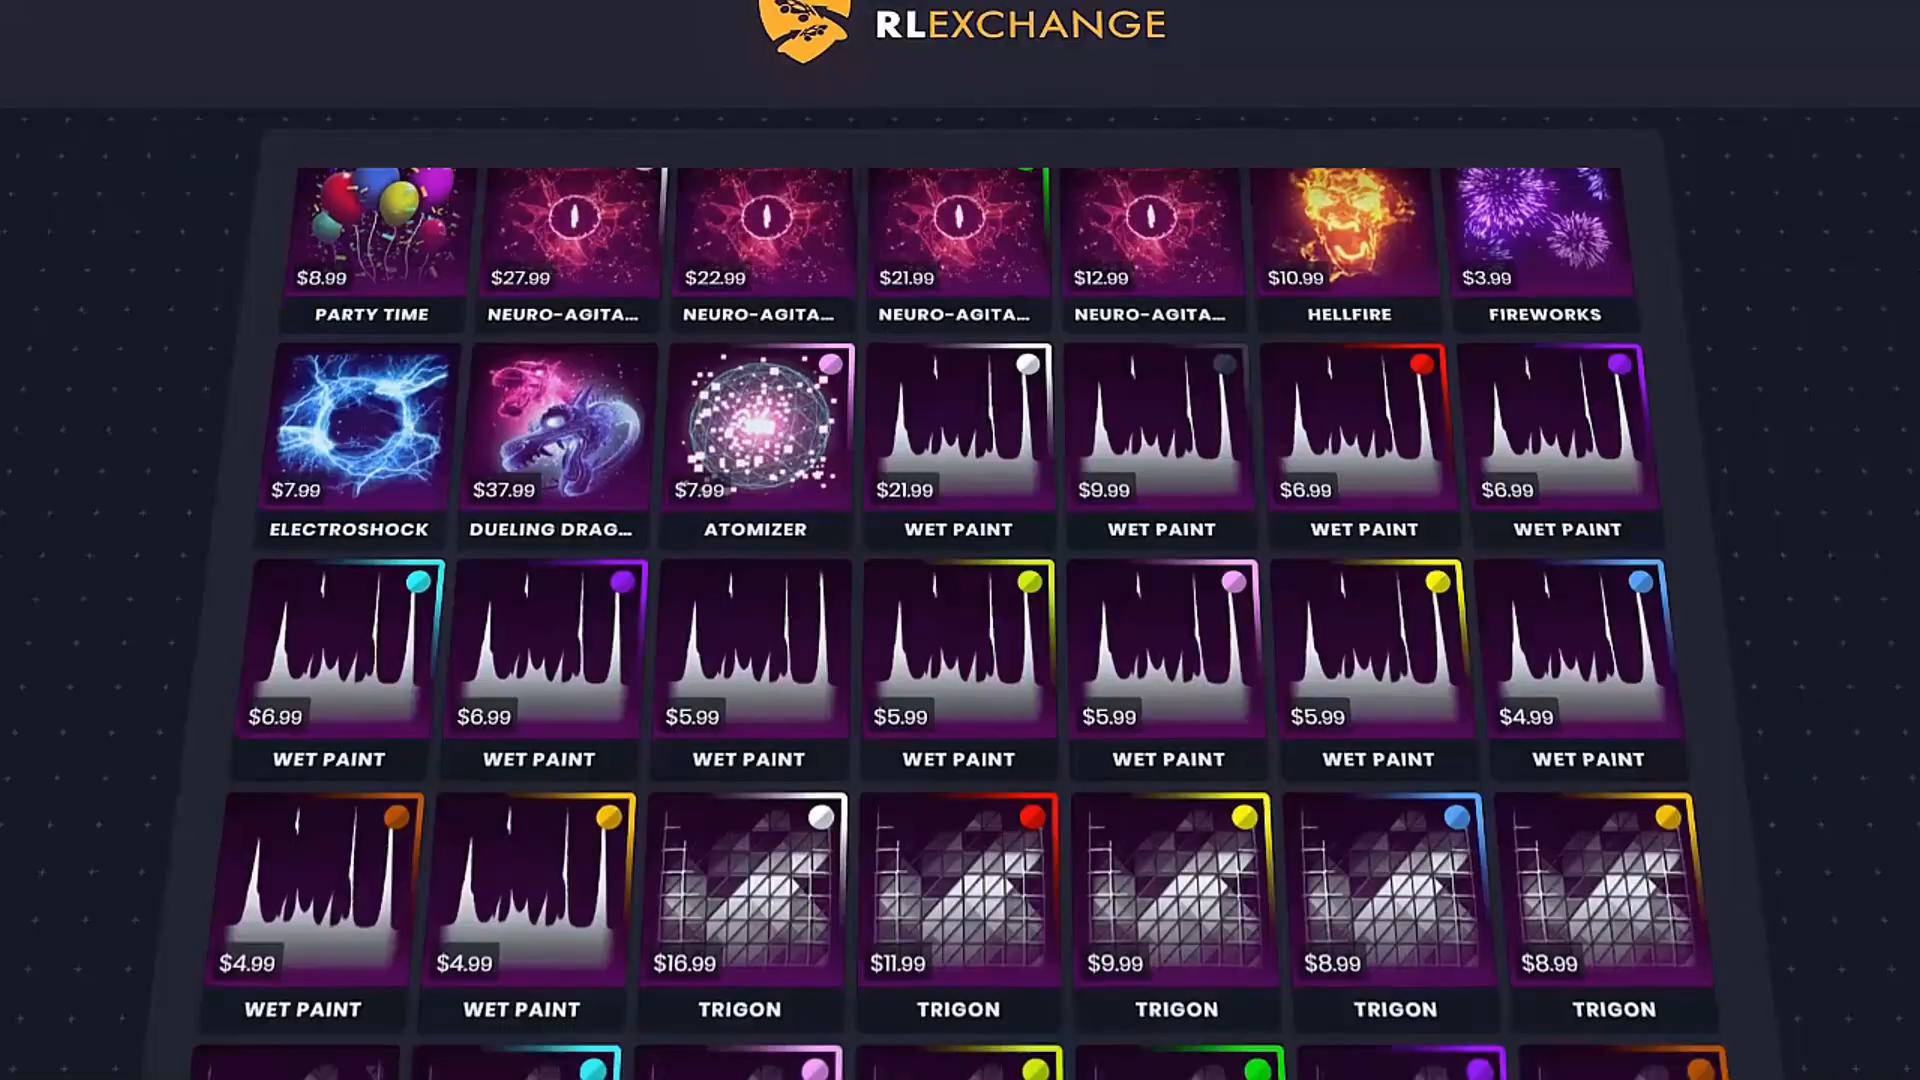 RLEXCHANGE
$8.99 $27.99 $22.99 $21.99 $12.99 $10.99 $3.99
PARTY TIME NEURO-AGITA... NEURO-AGITA... NEURO-AGITA... NEURO-AGITA... HELLFIRE FIREWORKS
$7.99 $37.99 $7.99 $21.99 $9.99 $6.99 $6.99
ELECTROSHOCK DUELING DRAG... ATOMIZER WET PAINT WET PAINT WET PAINT WET PAINT
$6.99 $6.99 $5.99 $5.99 $5.99 $5.99 $4.99
WET PAINT WET PAINT WET PAINT WET PAINT WET PAINT WET PAINT WET PAINT
$4.99 $4.99 $16.99 $11.99 $9.99 $8.99 $8.99
WET PAINT WET PAINT TRIGON TRIGON TRIGON TRIGON TRIGON